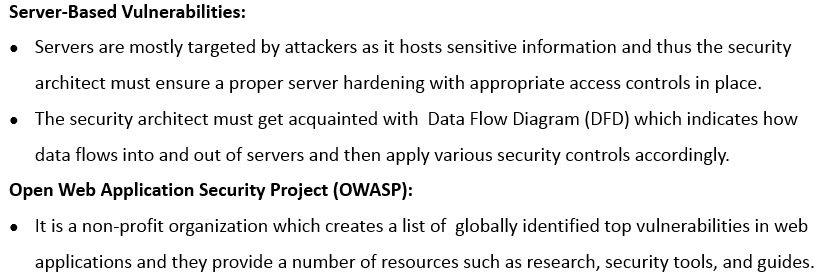 Server-Based Vulnerabilities:
• Servers are mostly targeted by attackers as it hosts sensitive information and thus the security
architect must ensure a proper server hardening with appropriate access controls in place.
• The security architect must get acquainted with  Data Flow Diagram (DFD) which indicates how
data flows into and out of servers and then apply various security controls accordingly.
Open Web Application Security Project (OWASP):
• It is a non-profit organization which creates a list of  globally identified top vulnerabilities in web
applications and they provide a number of resources such as research, security tools, and guides.